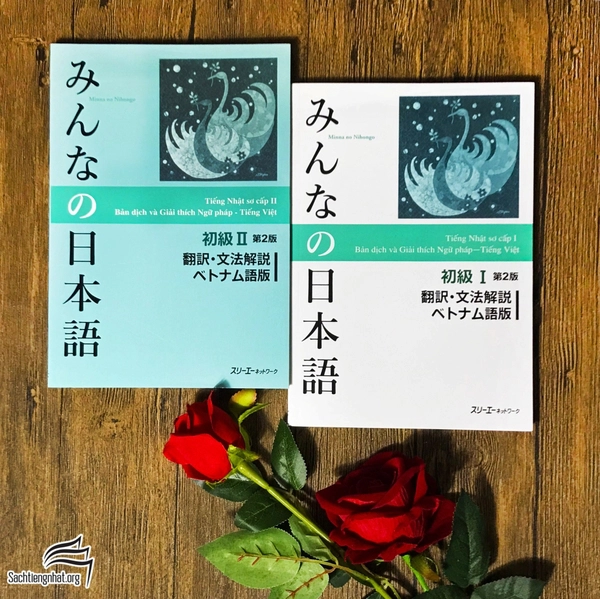 みんなの日本語
Minna no Nihongo
Tiếng Nhật sơ cấp II
Bản dịch và Giải thích Ngữ pháp - Tiếng Việt
初級 II 第2版
翻訳・文法解説
ベトナム語版
スリーエーネットワーク
みんなの日本語
Minna no Nihongo
Tiếng Nhật sơ cấp I
Bản dịch và Giải thích Ngữ pháp—Tiếng Việt
初級 I 第2版
翻訳・文法解説
ベトナム語版
スリーエーネットワーク
Sachtiengnhat.org